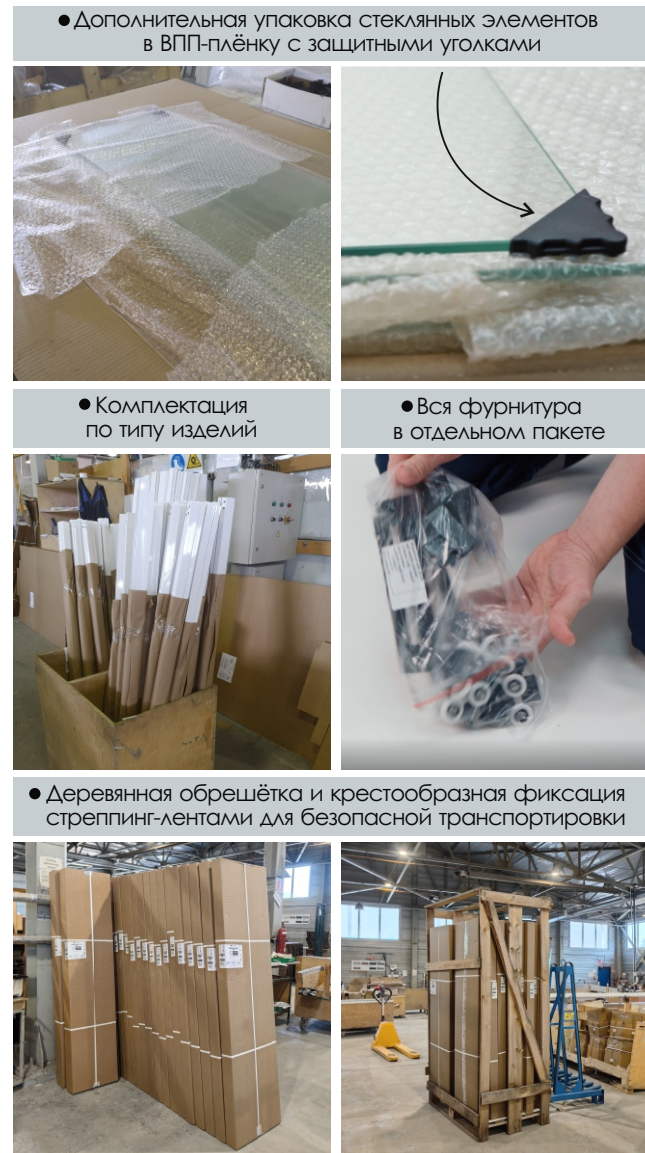 ● Дополнительная упаковка стеклянных элементов
в ВПП-плёнку с защитными уголками
● Комплектация
по типу изделий
● Вся фурнитура
в отдельном пакете
● Деревянная обрешётка и крестообразная фиксация
стреппинг-лентами для безопасной транспортировки